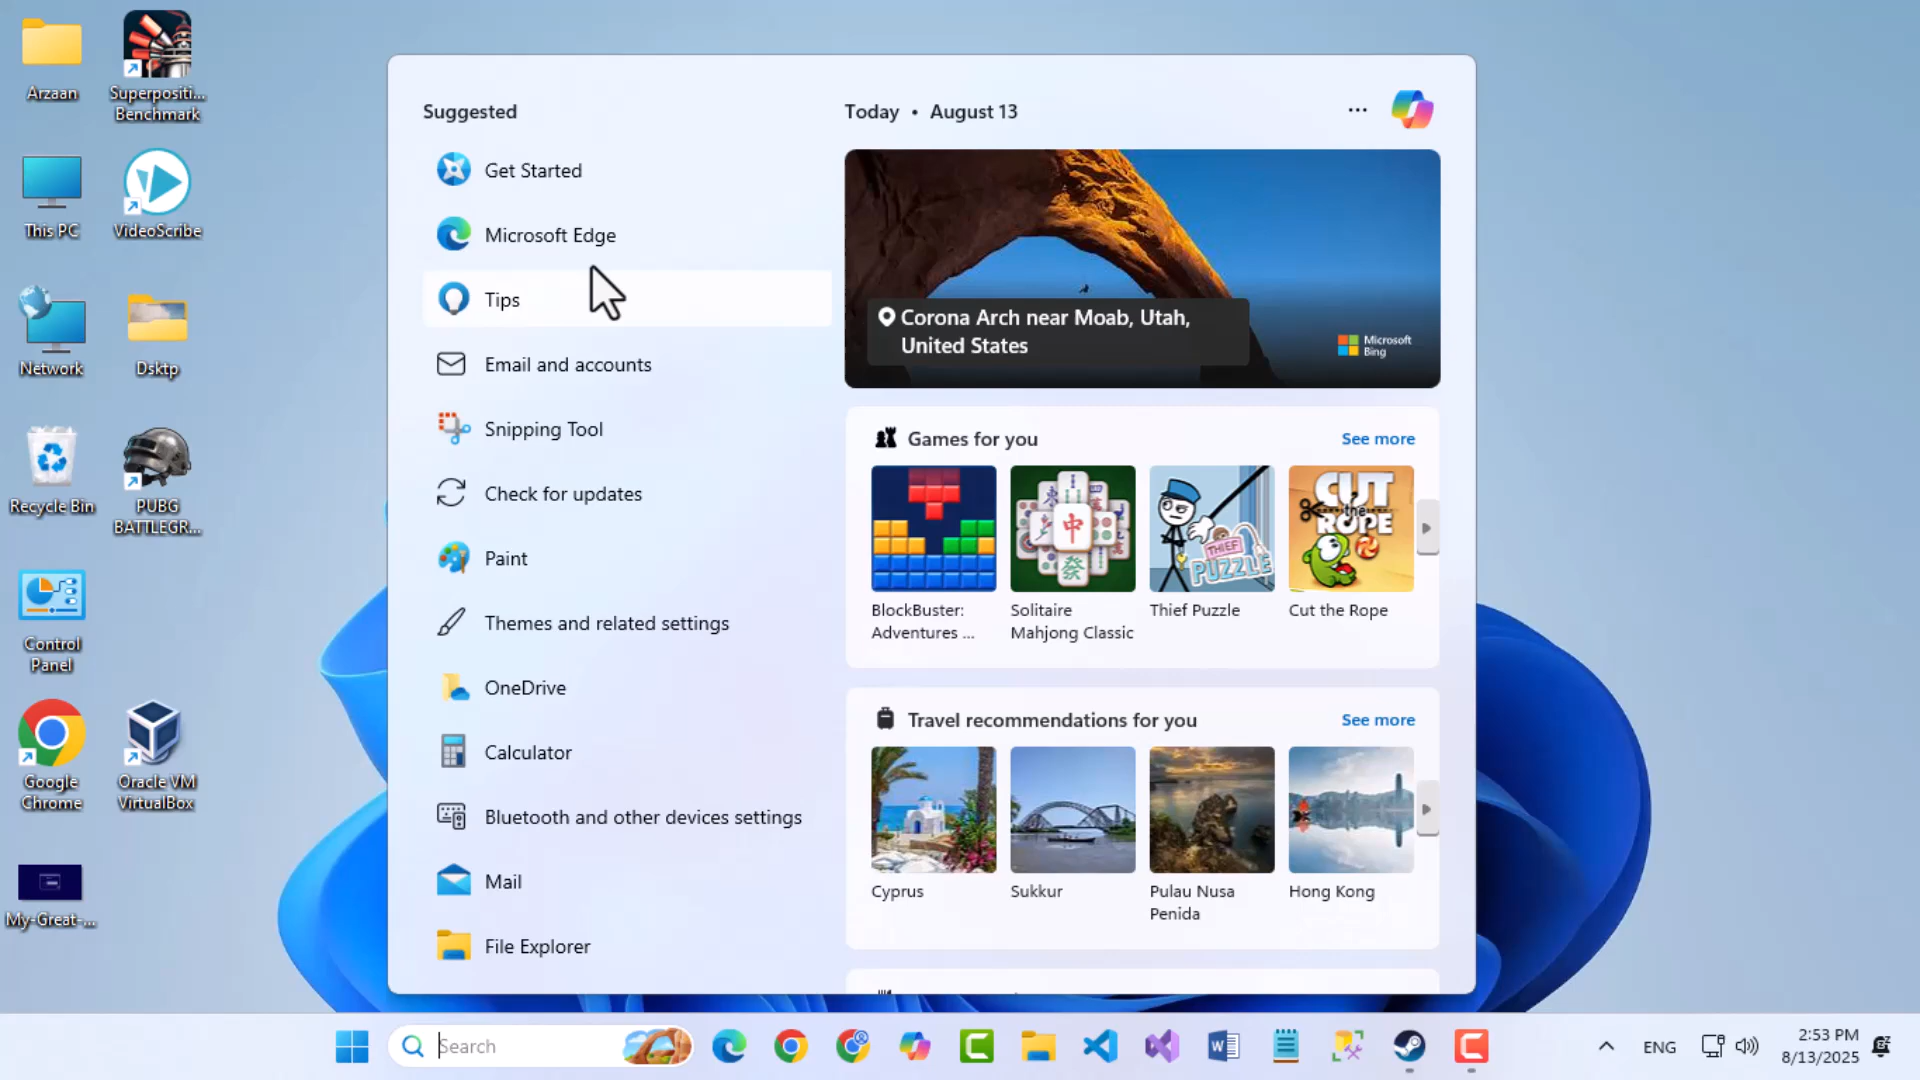 Arzaan
Superpositi...
Benchmark
This PC
VideoScribe
Network
Dsktp
Recycle Bin
PUBG
BATTLEGR...
Control
Panel
Google
Chrome
Oracle VM
VirtualBox
My-Great-...
Suggested
Get Started
Microsoft Edge
Tips
Email and accounts
Snipping Tool
Check for updates
Paint
Themes and related settings
OneDrive
Calculator
Bluetooth and other devices settings
Mail
File Explorer
Today • August 13
Corona Arch near Moab, Utah,
United States
Microsoft
Bing
Games for you
See more
中
發
THIEF
PUZZLE
CUT
the
ROPE
BlockBuster:
Adventures ...
Solitaire
Mahjong Classic
Thief Puzzle
Cut the Rope
Travel recommendations for you
See more
Cyprus
Sukkur
Pulau Nusa
Penida
Hong Kong
Search
ENG
2:53 PM
8/13/2025